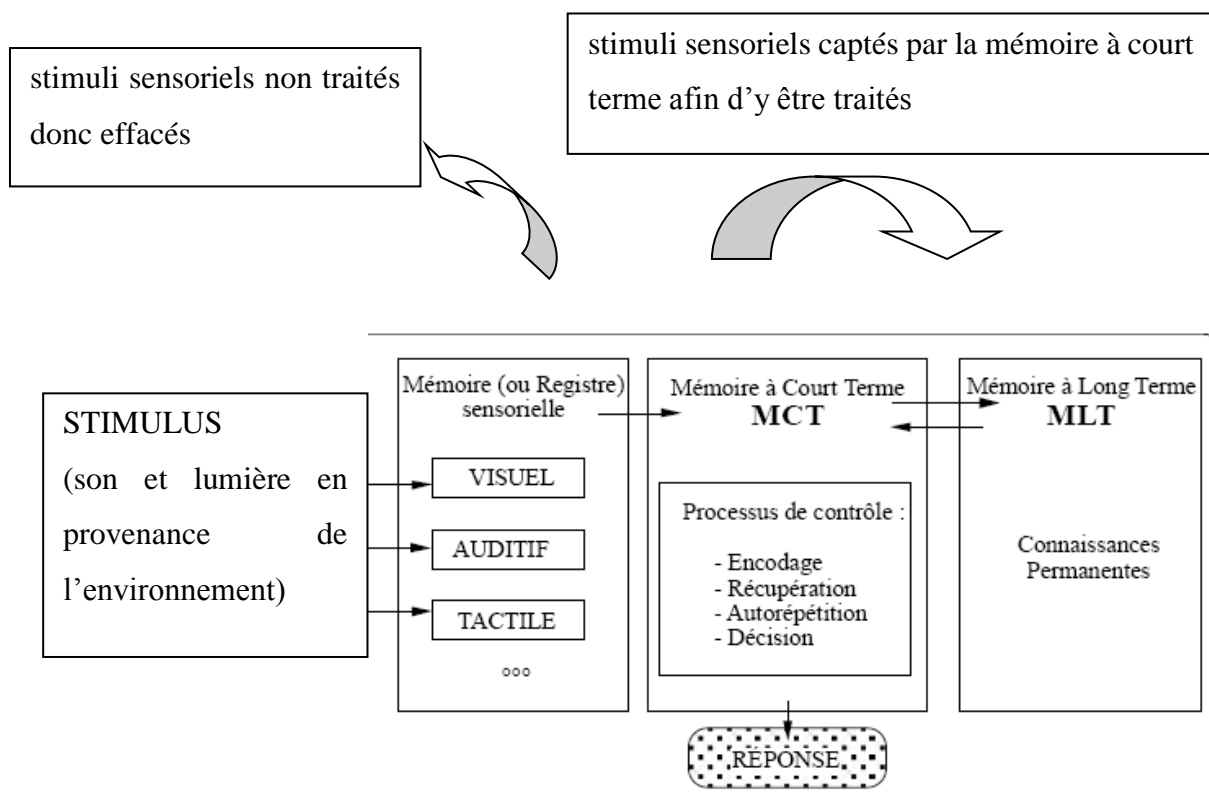 stimuli sensoriels non traités
donc effacés
stimuli sensoriels captés par la mémoire à court
terme afin d’y être traités
STIMULUS
(son et lumière en
provenance de
l’environnement)
Mémoire (ou Registre)
sensorielle
VISUEL
AUDITIF
TACTILE
°°°
Mémoire à Court Terme
MCT
Processus de contrôle :
- Encodage
- Récupération
- Autorépétition
- Décision
RÉPONSE
Mémoire à Long Terme
MLT
Connaissances
Permanentes